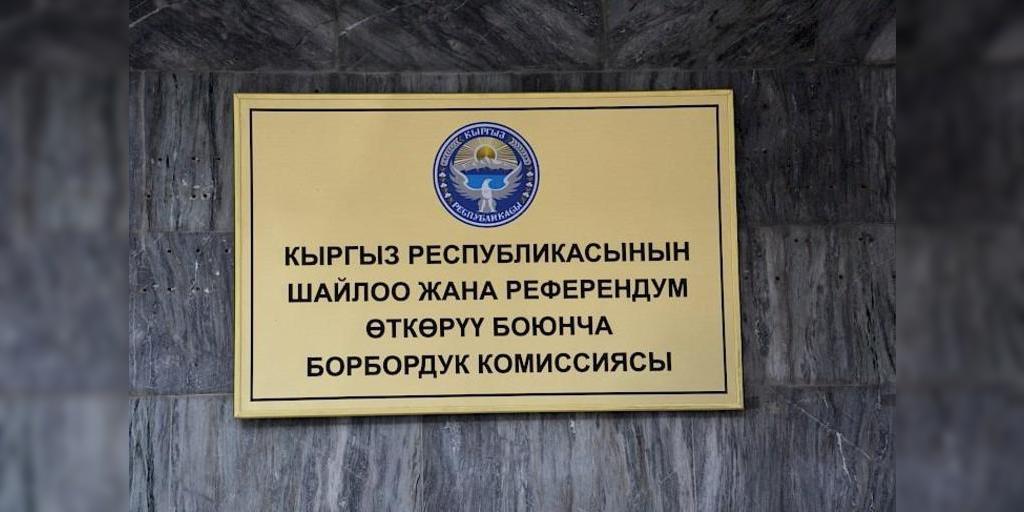 КЫРГЫЗ
РЕСПУБЛИКАСЫ
КЫРГЫЗ РЕСПУБЛИКАСЫНЫН
ШАЙЛОО ЖАНА РЕФЕРЕНДУМ
ӨТКӨРҮҮ БОЮНЧА
БОРБОРДУК КОМИССИЯСЫ